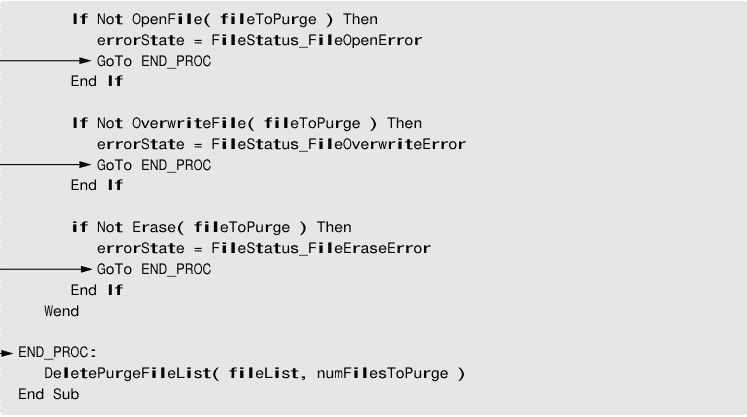 If Not OpenFile( fileToPurge ) Then
errorState = FileStatus_FileOpenError
GoTo END_PROC
End If
If Not OverwriteFile( fileToPurge ) Then
errorState = FileStatus_FileOverwriteError
GoTo END_PROC
End If
if Not Erase( fileToPurge ) Then
errorState = FileStatus_FileEraseError
GoTo END_PROC
End If
Wend
END_PROC:
DeletePurgeFileList( fileList, numFilesToPurge )
End Sub